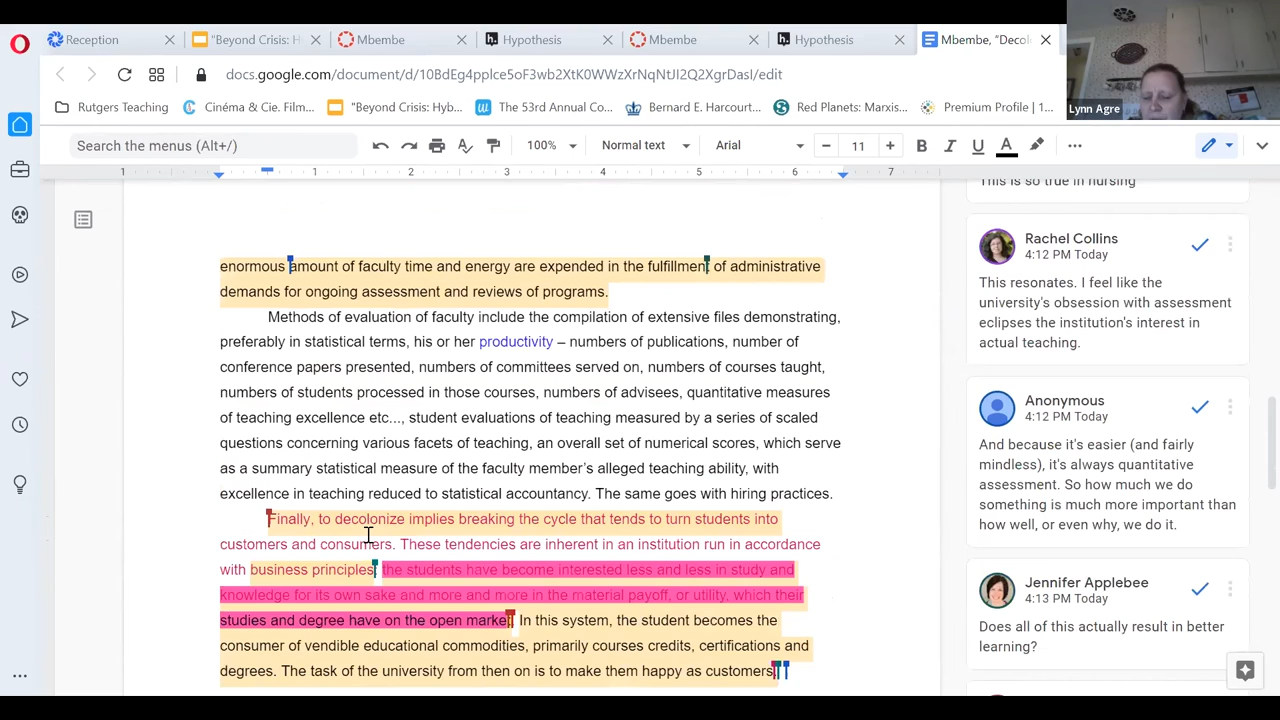 Reception
"Beyond Crisis: H
Mbembe
Hypothesis
Mbembe
Hypothesis
Mbembe, "Decol
docs.google.com/document/d/
Lynn Agre
Rutgers Teaching
Cinéma & Cie. Film...
"Beyond Crisis: Hyb...
The 53rd Annual Co...
Bernard E. Harcourt...
Red Planets: Marxis...
Premium Profile | 1...
Search the menus (Alt+/)
100%
Normal text
Arial
11
B
I
U
A
1
1
2
3
4
5
6
7
enormous amount of faculty time and energy are expended in the fulfillment of administrative
demands for ongoing assessment and reviews of programs.
Methods of evaluation of faculty include the compilation of extensive files demonstrating,
preferably in statistical terms, his or her productivity – numbers of publications, number of
conference papers presented, numbers of committees served on, numbers of courses taught,
numbers of students processed in those courses, numbers of advisees, quantitative measures
of teaching excellence etc..., student evaluations of teaching measured by a series of scaled
questions concerning various facets of teaching, an overall set of numerical scores, which serve
as a summary statistical measure of the faculty member's alleged teaching ability, with
excellence in teaching reduced to statistical accountancy. The same goes with hiring practices.
Finally, to decolonize implies breaking the cycle that tends to turn students into
customers and consumers. These tendencies are inherent in an institution run in accordance
with business principles; the students have become interested less and less in study and
knowledge for its own sake and more and more in the material payoff, or utility, which their
studies and degree have on the open market. In this system, the student becomes the
consumer of vendible educational commodities, primarily courses credits, certifications and
degrees. The task of the university from then on is to make them happy as customers.
This is so true in nursing
Rachel Collins
4:12 PM Today
This resonates. I feel like the
university's obsession with assessment
eclipses the institution's interest in
actual teaching.
Anonymous
4:12 PM Today
And because it's easier (and fairly
mindless), it's always quantitative
assessment. So how much we do
something is much more important than
how well, or even why, we do it.
Jennifer Applebee
4:13 PM Today
Does all of this actually result in better
learning?